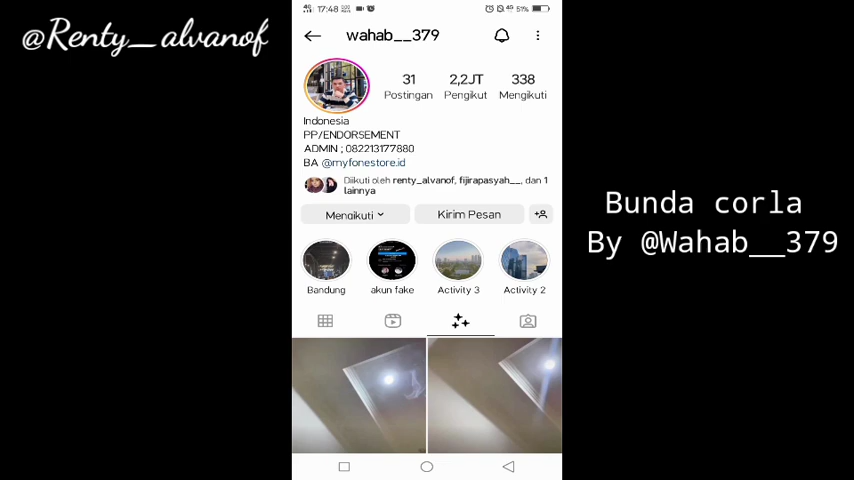 @Renty_alvanof
17:48
51%
wahab__379
31
2,2JT
338
Postingan
Pengikut
Mengikuti
Indonesia
PP/ENDORSEMENT
ADMIN ; 082213177880
BA @myfonestore.id
Diikuti oleh renty_alvanof, fijirapasyah__, dan 1
lainnya
Mengikuti
Kirim Pesan
Bandung
akun fake
Activity 3
Activity 2
Bunda corla
By @Wahab__379